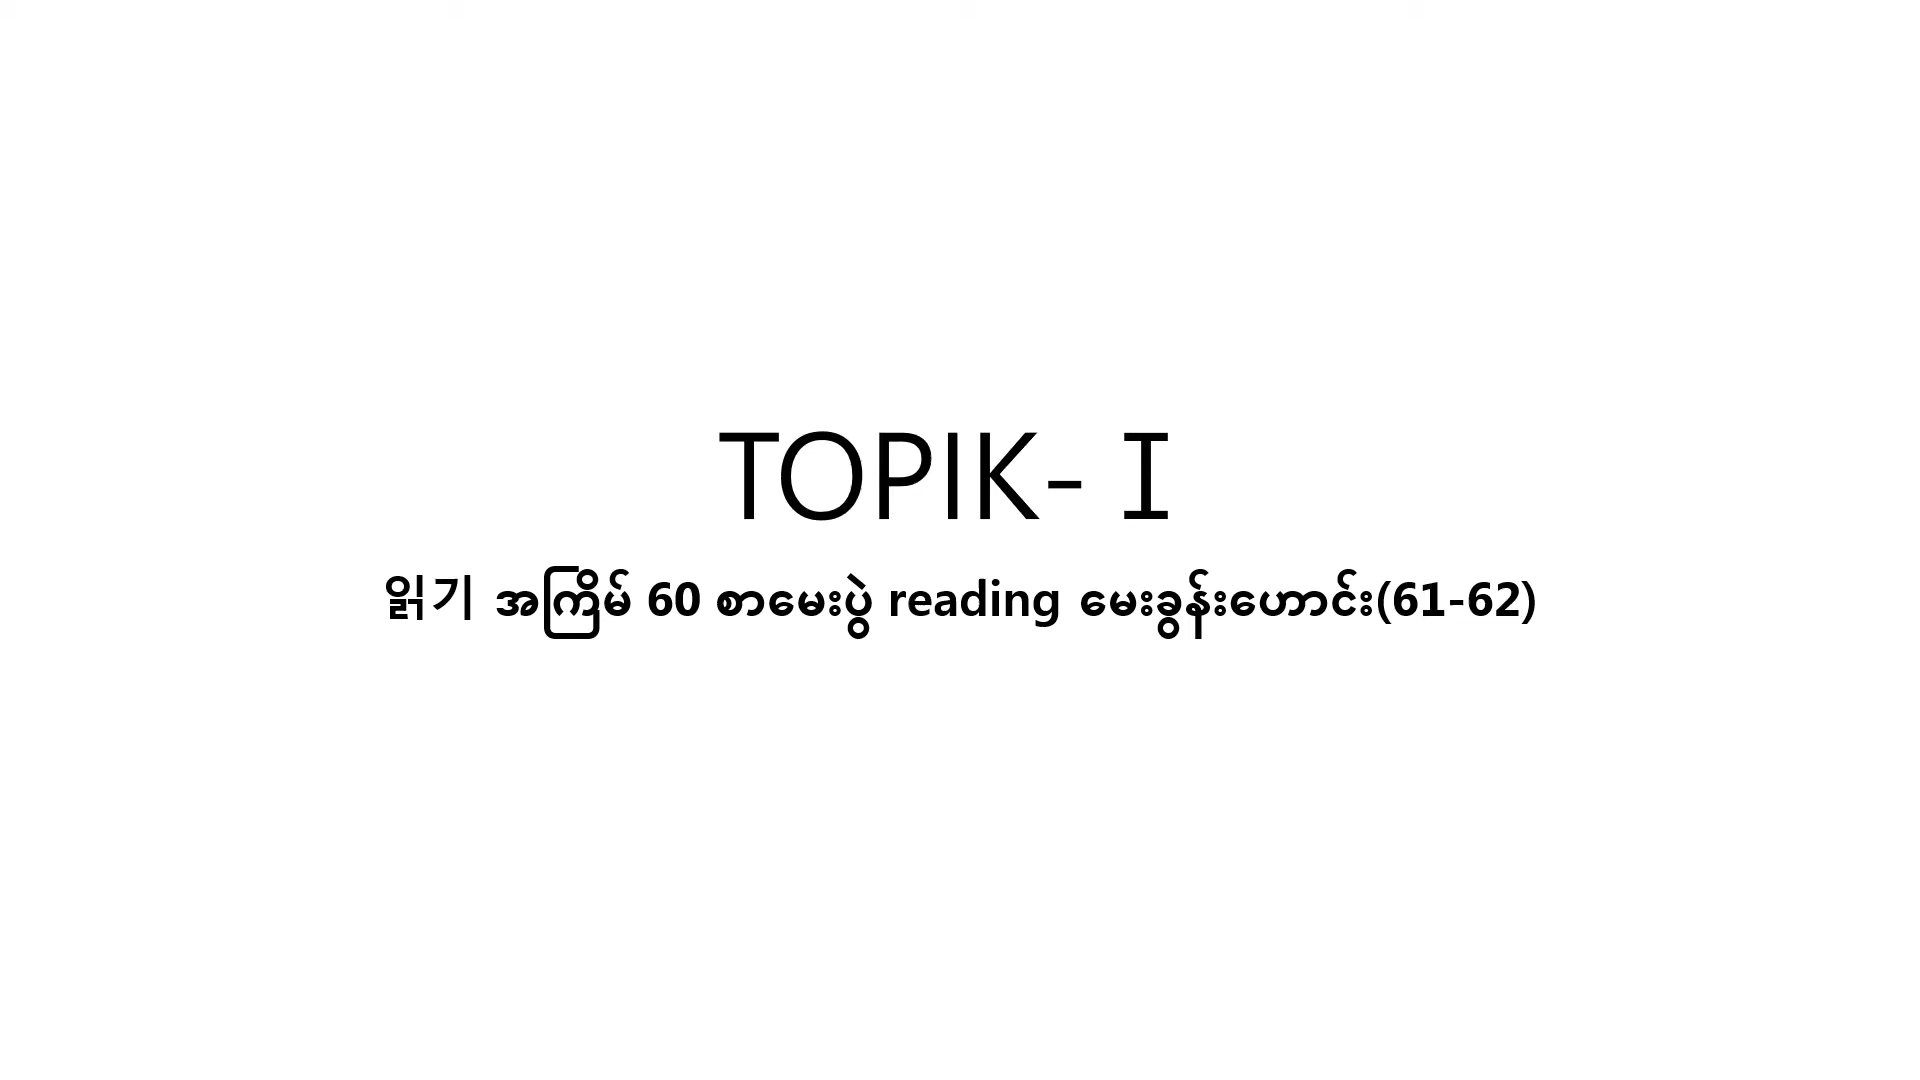 TOPIK- I
읽기 အကြိမ် 60 စာမေးပွဲ reading မေးခွန်းဟောင်း(61-62)